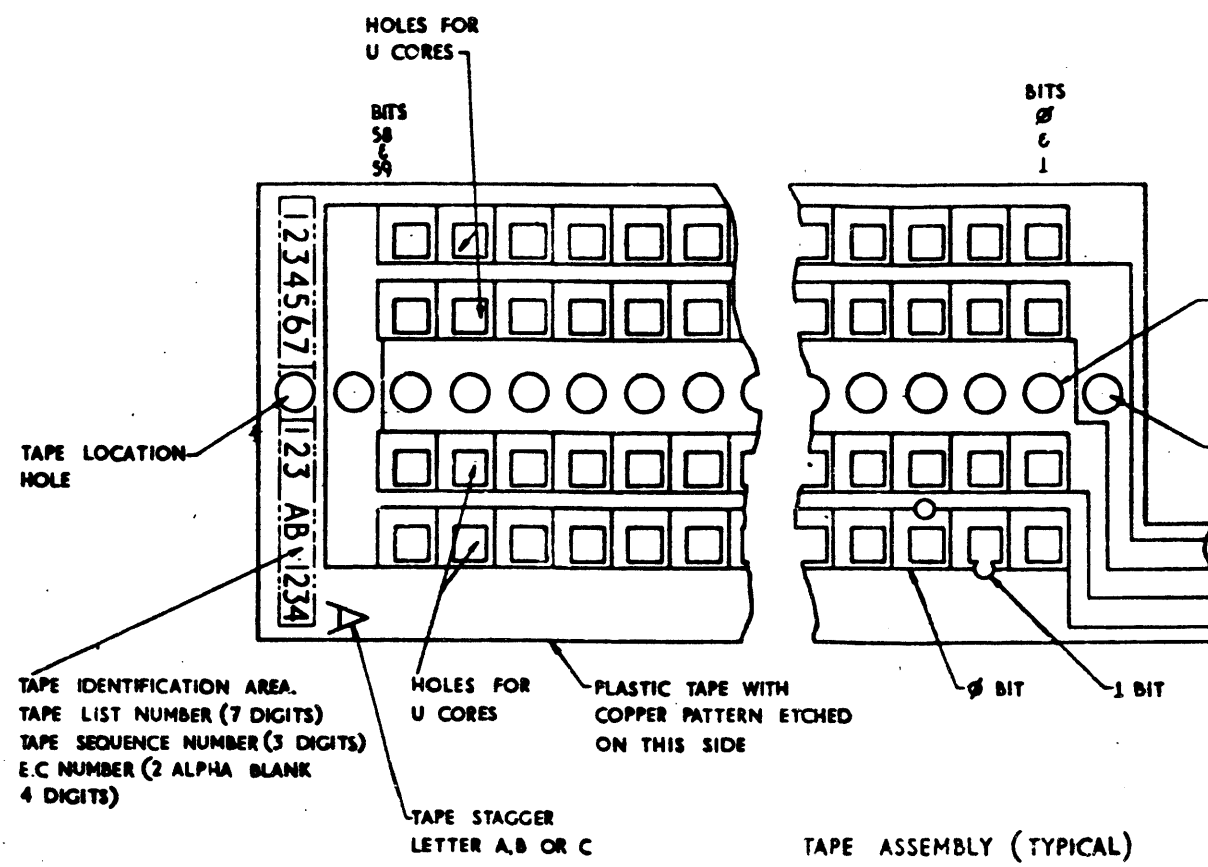 HOLES FOR
U CORES
BITS
58
&
59
BITS
Ø
&
1
1234567
123 AB 1234
TAPE LOCATION
HOLE
A
TAPE IDENTIFICATION AREA.
TAPE LIST NUMBER (7 DIGITS)
TAPE SEQUENCE NUMBER (3 DIGITS)
E.C NUMBER (2 ALPHA BLANK
4 DIGITS)
HOLES FOR
U CORES
PLASTIC TAPE WITH
COPPER PATTERN ETCHED
ON THIS SIDE
Ø BIT
1 BIT
TAPE STAGGER
LETTER A,B OR C
TAPE ASSEMBLY (TYPICAL)